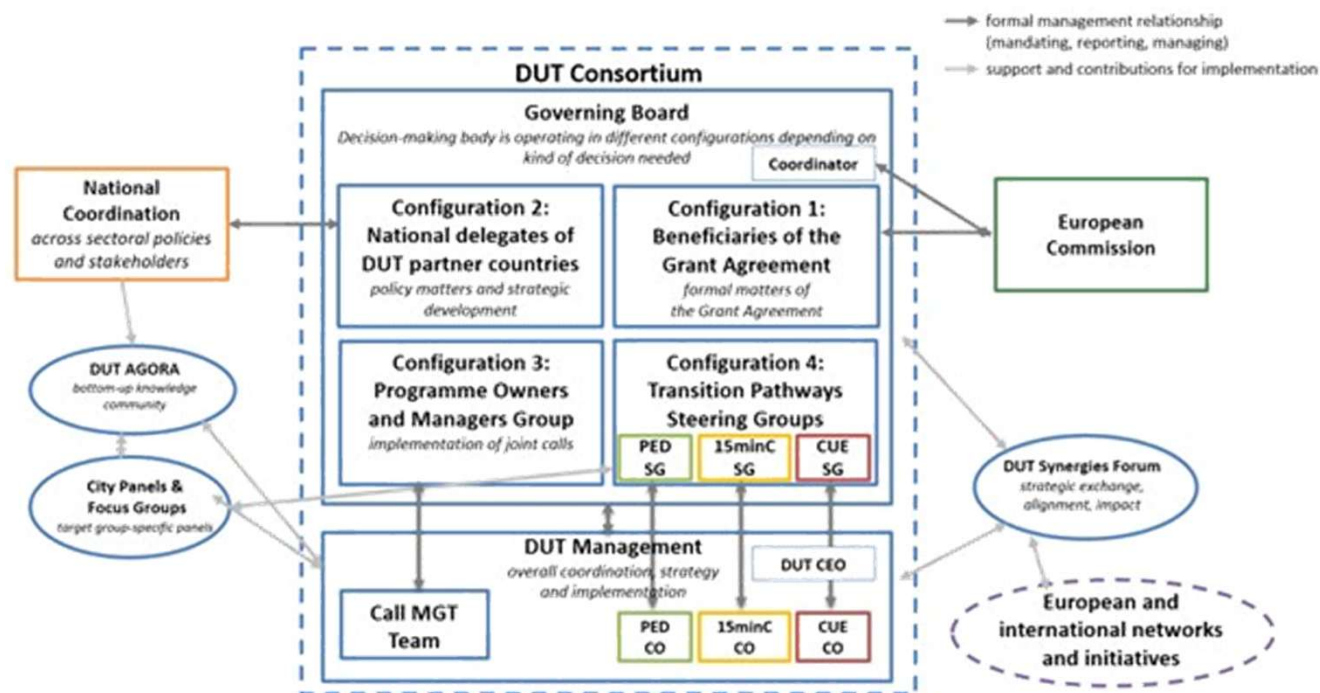 formal management relationship
(mandating, reporting, managing)
support and contributions for implementation
DUT Consortium
Governing Board
Decision-making body is operating in different configurations depending on
kind of decision needed
Coordinator
National
Coordination
across sectoral policies
and stakeholders
Configuration 2:
National delegates of
DUT partner countries
policy matters and strategic
development
Configuration 1:
Beneficiaries of the
Grant Agreement
formal matters of
the Grant Agreement
European
Commission
DUT AGORA
bottom-up knowledge
community
Configuration 3:
Programme Owners
and Managers Group
implementation of joint calls
Configuration 4:
Transition Pathways
Steering Groups
PED
SG
15minC
SG
CUE
SG
City Panels &
Focus Groups
target group-specific panels
DUT Synergies Forum
strategic exchange,
alignment, impact
DUT Management
overall coordination, strategy
and implementation
DUT CEO
Call MGT
Team
PED
CO
15minC
CO
CUE
CO
European and
international networks
and initiatives